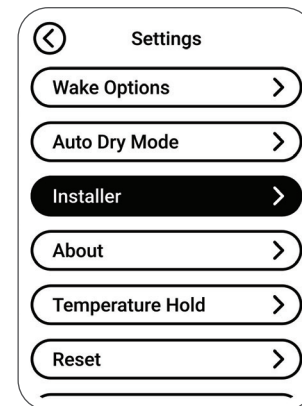 Settings
Wake Options
Auto Dry Mode
Installer
About
Temperature Hold
Reset